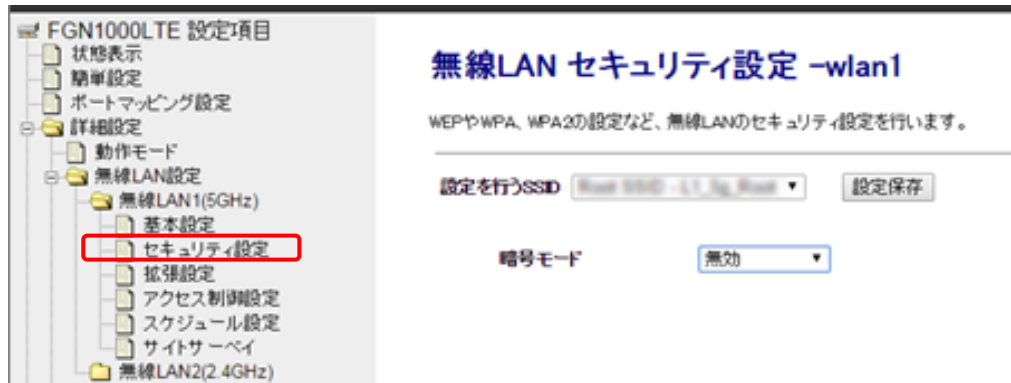 FGN1000LTE 設定項目
状態表示
簡単設定
ポートマッピング設定
詳細設定
動作モード
無線LAN設定
無線LAN1(5GHz)
基本設定
セキュリティ設定
拡張設定
アクセス制御設定
スケジュール設定
サイトサーベイ
無線LAN2(2.4GHz)
無線LAN セキュリティ設定 -wlan1
WEPやWPA、WPA2の設定など、無線LANのセキュリティ設定を行います。
設定を行うSSID 設定保存
暗号モード 無効